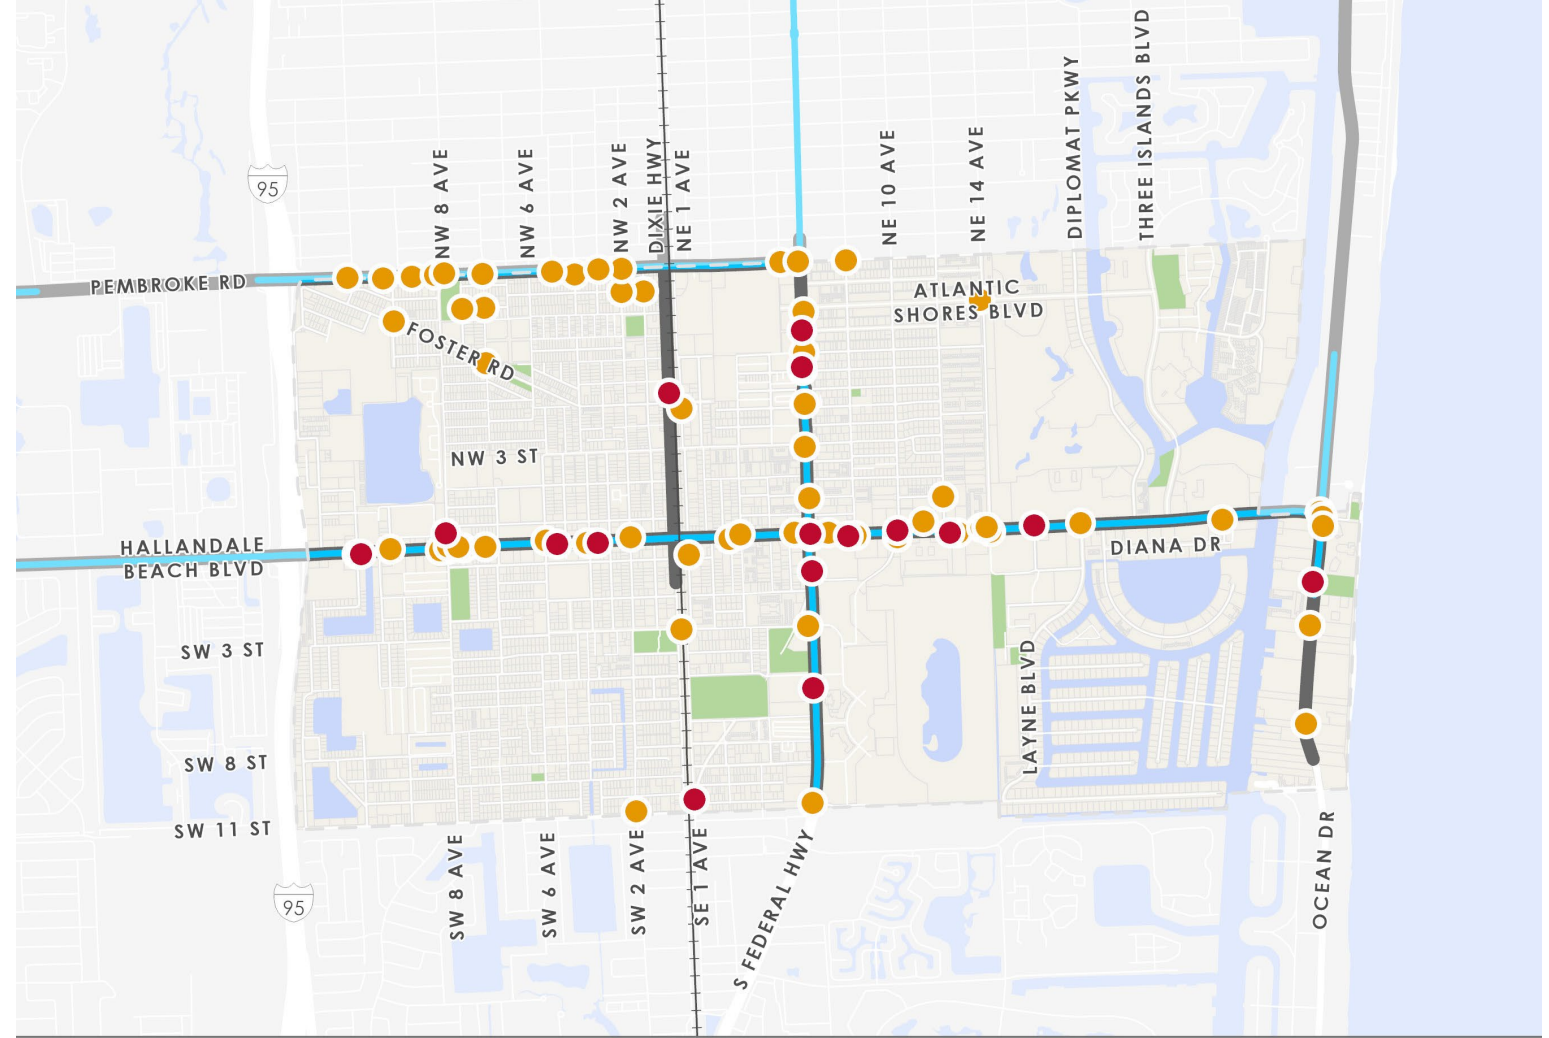 THREE ISLANDS BLVD
DIPLOMAT PKWY
NE 14 AVE
NE 10 AVE
DIXIE HWY
NE 1 AVE
NW 2 AVE
NW 6 AVE
NW 8 AVE
95
PEMBROKE RD
ATLANTIC
SHORES BLVD
FOSTER RD
NW 3 ST
HALLANDALE
BEACH BLVD
DIANA DR
SW 3 ST
LAYNE BLVD
SW 8 ST
SW 11 ST
SW 8 AVE
SW 6 AVE
SW 2 AVE
SE 1 AVE
S FEDERAL HWY
OCEAN DR
95